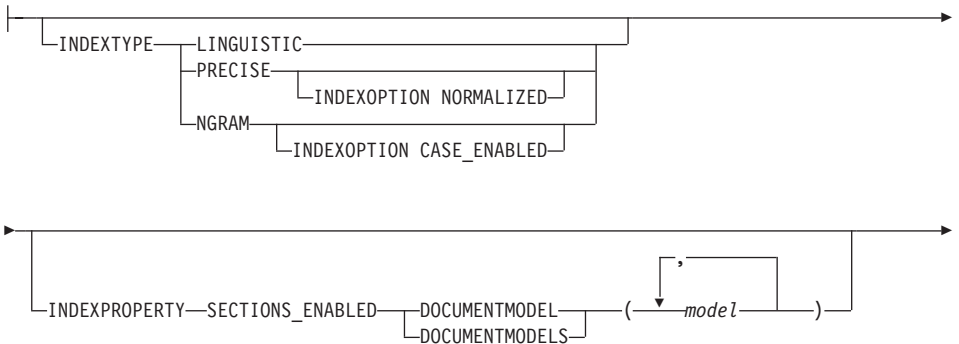 INDEXTYPE LINGUISTIC
PRECISE
INDEXOPTION NORMALIZED
NGRAM
INDEXOPTION CASE_ENABLED
,
INDEXPROPERTY SECTIONS_ENABLED DOCUMENTMODEL ( model )
DOCUMENTMODELS